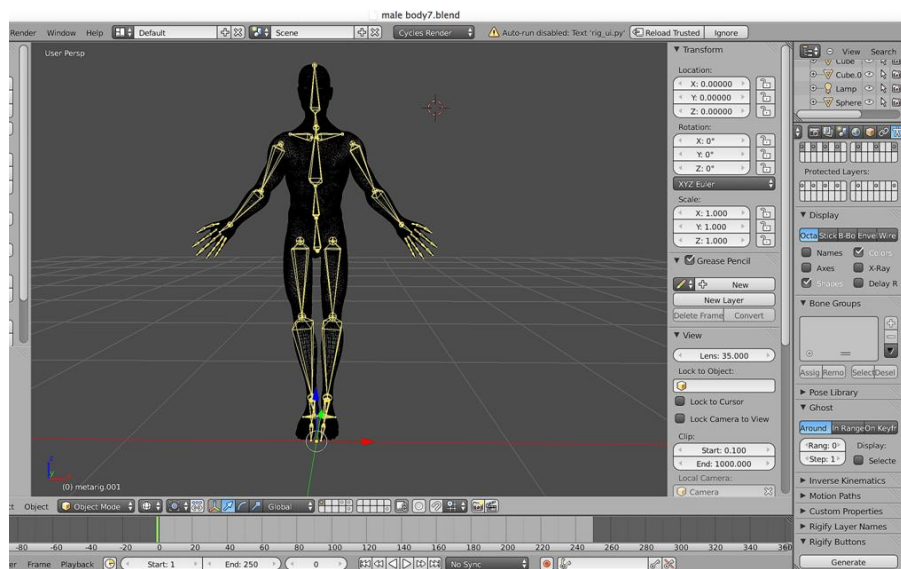 male body7.blend
Render Window Help Default Scene Cycles Render Auto-run disabled: Text 'rig_ui.py' Reload Trusted Ignore
User Persp
Transform
Location:
X: 0.00000
Y: 0.00000
Z: 0.00000
Rotation:
X: 0°
Y: 0°
Z: 0°
XYZ Euler
Scale:
X: 1.000
Y: 1.000
Z: 1.000
Grease Pencil
New
New Layer
Delete Frame Convert
View
Lens: 35.000
Lock to Object:
Lock to Cursor
Lock Camera to View
Clip:
Start: 0.100
End: 1000.000
Local Camera:
Camera
View Search
Cube
Cube.0
Lamp
Sphere
Protected Layers:
Display
Octa Stick B-Bo Enve Wire
Names Colors
Axes X-Ray
Shapes Delay R
Bone Groups
Assig Remo Select Desel
Pose Library
Ghost
Around In Range On Keyfr
Rang: 0 Display:
Step: 1 Selecte
Inverse Kinematics
Motion Paths
Custom Properties
Rigify Layer Names
Rigify Buttons
Generate
z
y
x
(0) metarig.001
ct Object Object Mode Global
-80 -60 -40 -20 0 20 40 60 80 100 120 140 160 180 200 220 240 260 280 300 320 340 360
er Frame Playback Start: 1 End: 250 0 No Sync